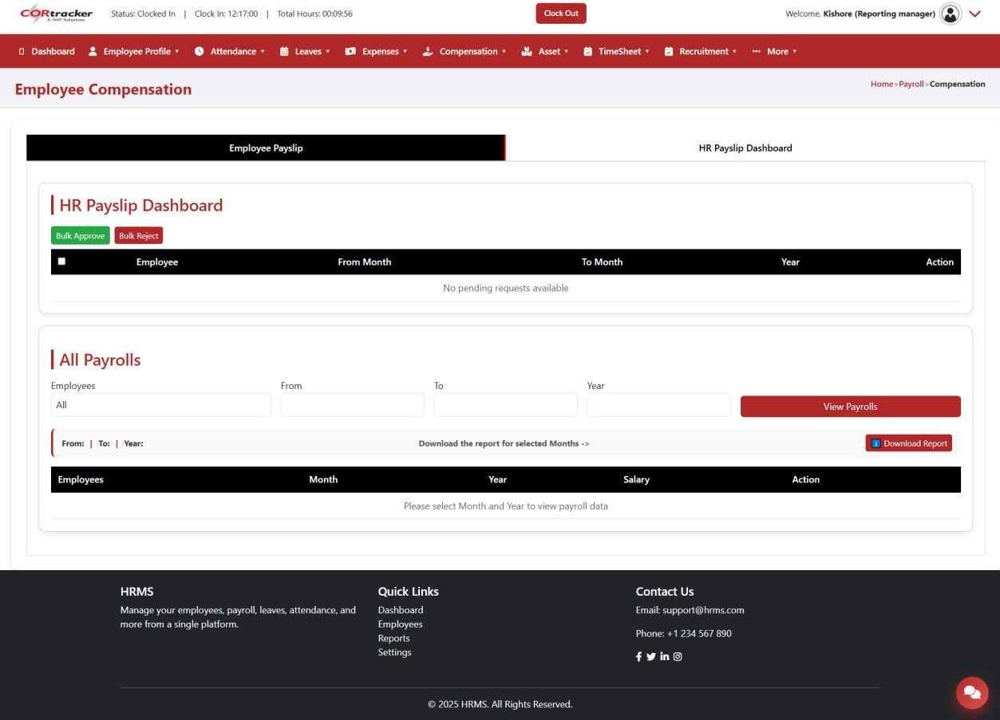 CORtracker
A 360° Solutions
Status: Clocked In | Clock In: 12:17:00 | Total Hours: 00:09:56
Clock Out
Welcome, Kishore (Reporting manager)
Dashboard Employee Profile Attendance Leaves Expenses Compensation Asset TimeSheet Recruitment More
Employee Compensation
Home > Payroll > Compensation
Employee Payslip HR Payslip Dashboard
HR Payslip Dashboard
Bulk Approve Bulk Reject
Employee From Month To Month Year Action
No pending requests available
All Payrolls
Employees From To Year
All
View Payrolls
From: | To: | Year: Download the report for selected Months -> Download Report
Employees Month Year Salary Action
Please select Month and Year to view payroll data
HRMS
Manage your employees, payroll, leaves, attendance, and
more from a single platform.
Quick Links
Dashboard
Employees
Reports
Settings
Contact Us
Email: support@hrms.com
Phone: +1 234 567 890
© 2025 HRMS. All Rights Reserved.